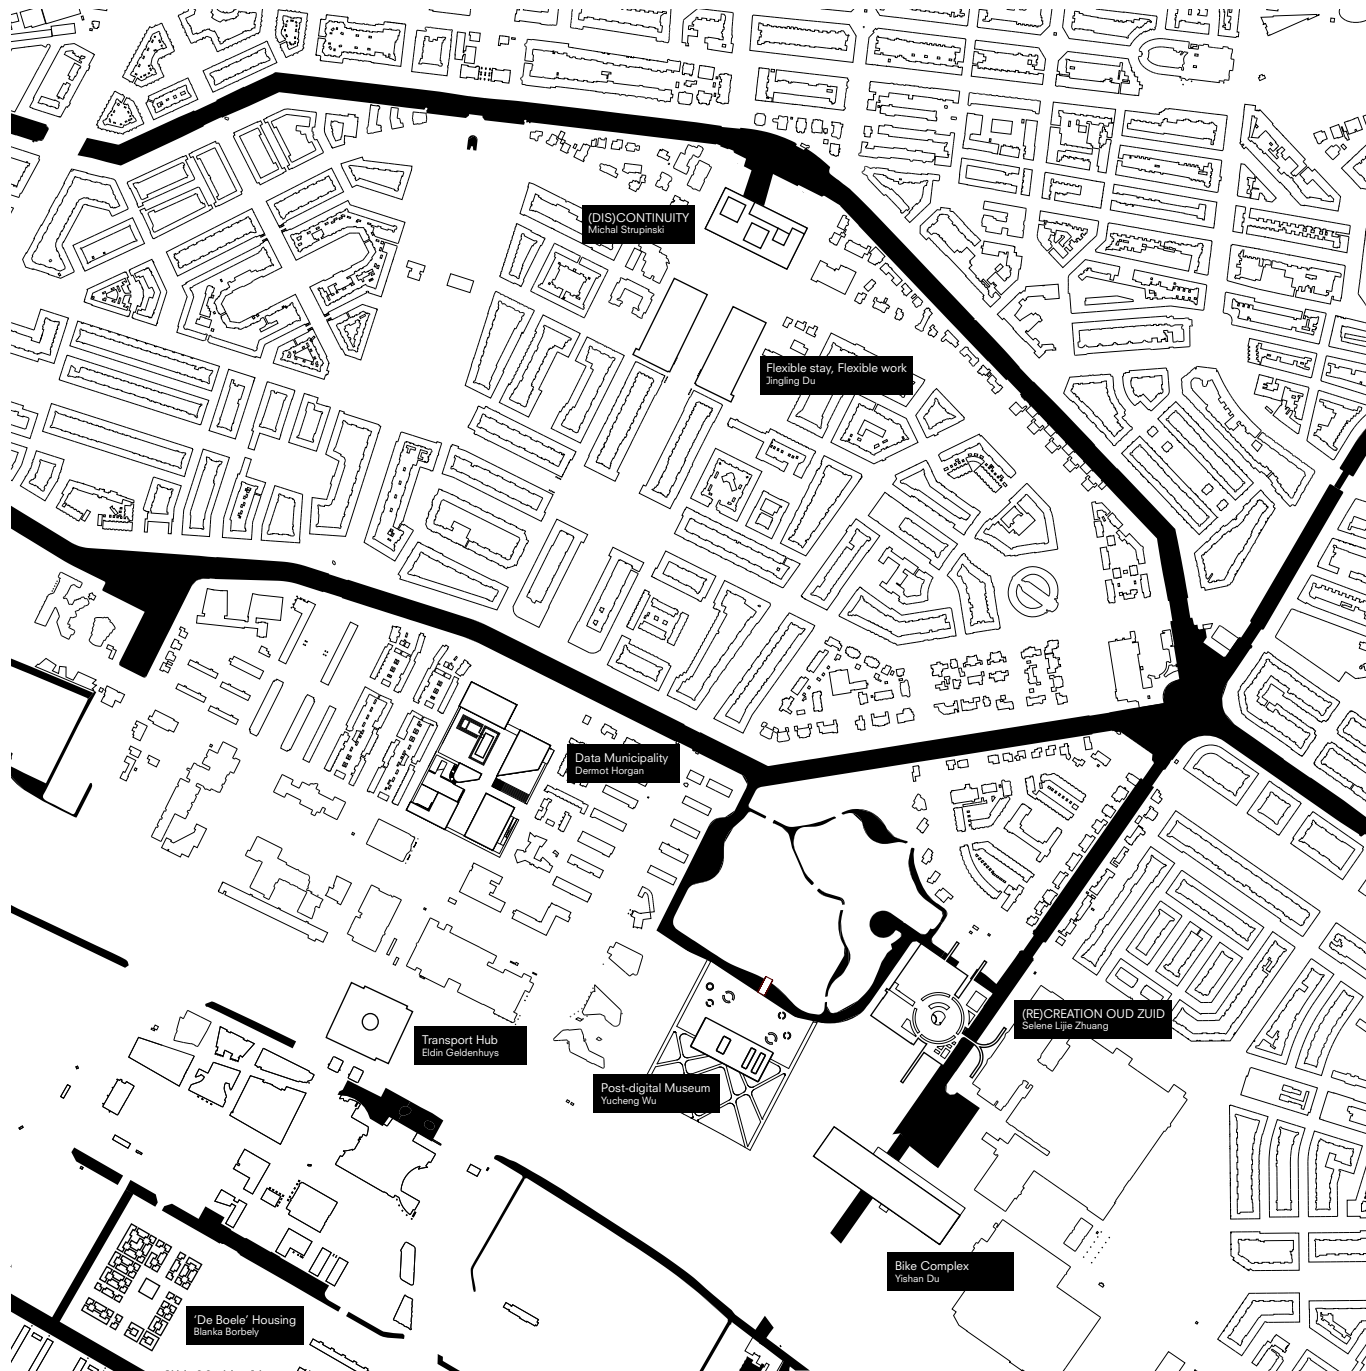 (DIS)CONTINUITY
Michal Strupinski
Flexible stay, Flexible work
Jingling Du
Data Municipality
Dermot Horgan
(RE)CREATION OUD ZUID
Selene Lijie Zhuang
Transport Hub
Eldin Geldenhuys
Post-digital Museum
Yucheng Wu
Bike Complex
Yishan Du
‘De Boele’ Housing
Blanka Borbely